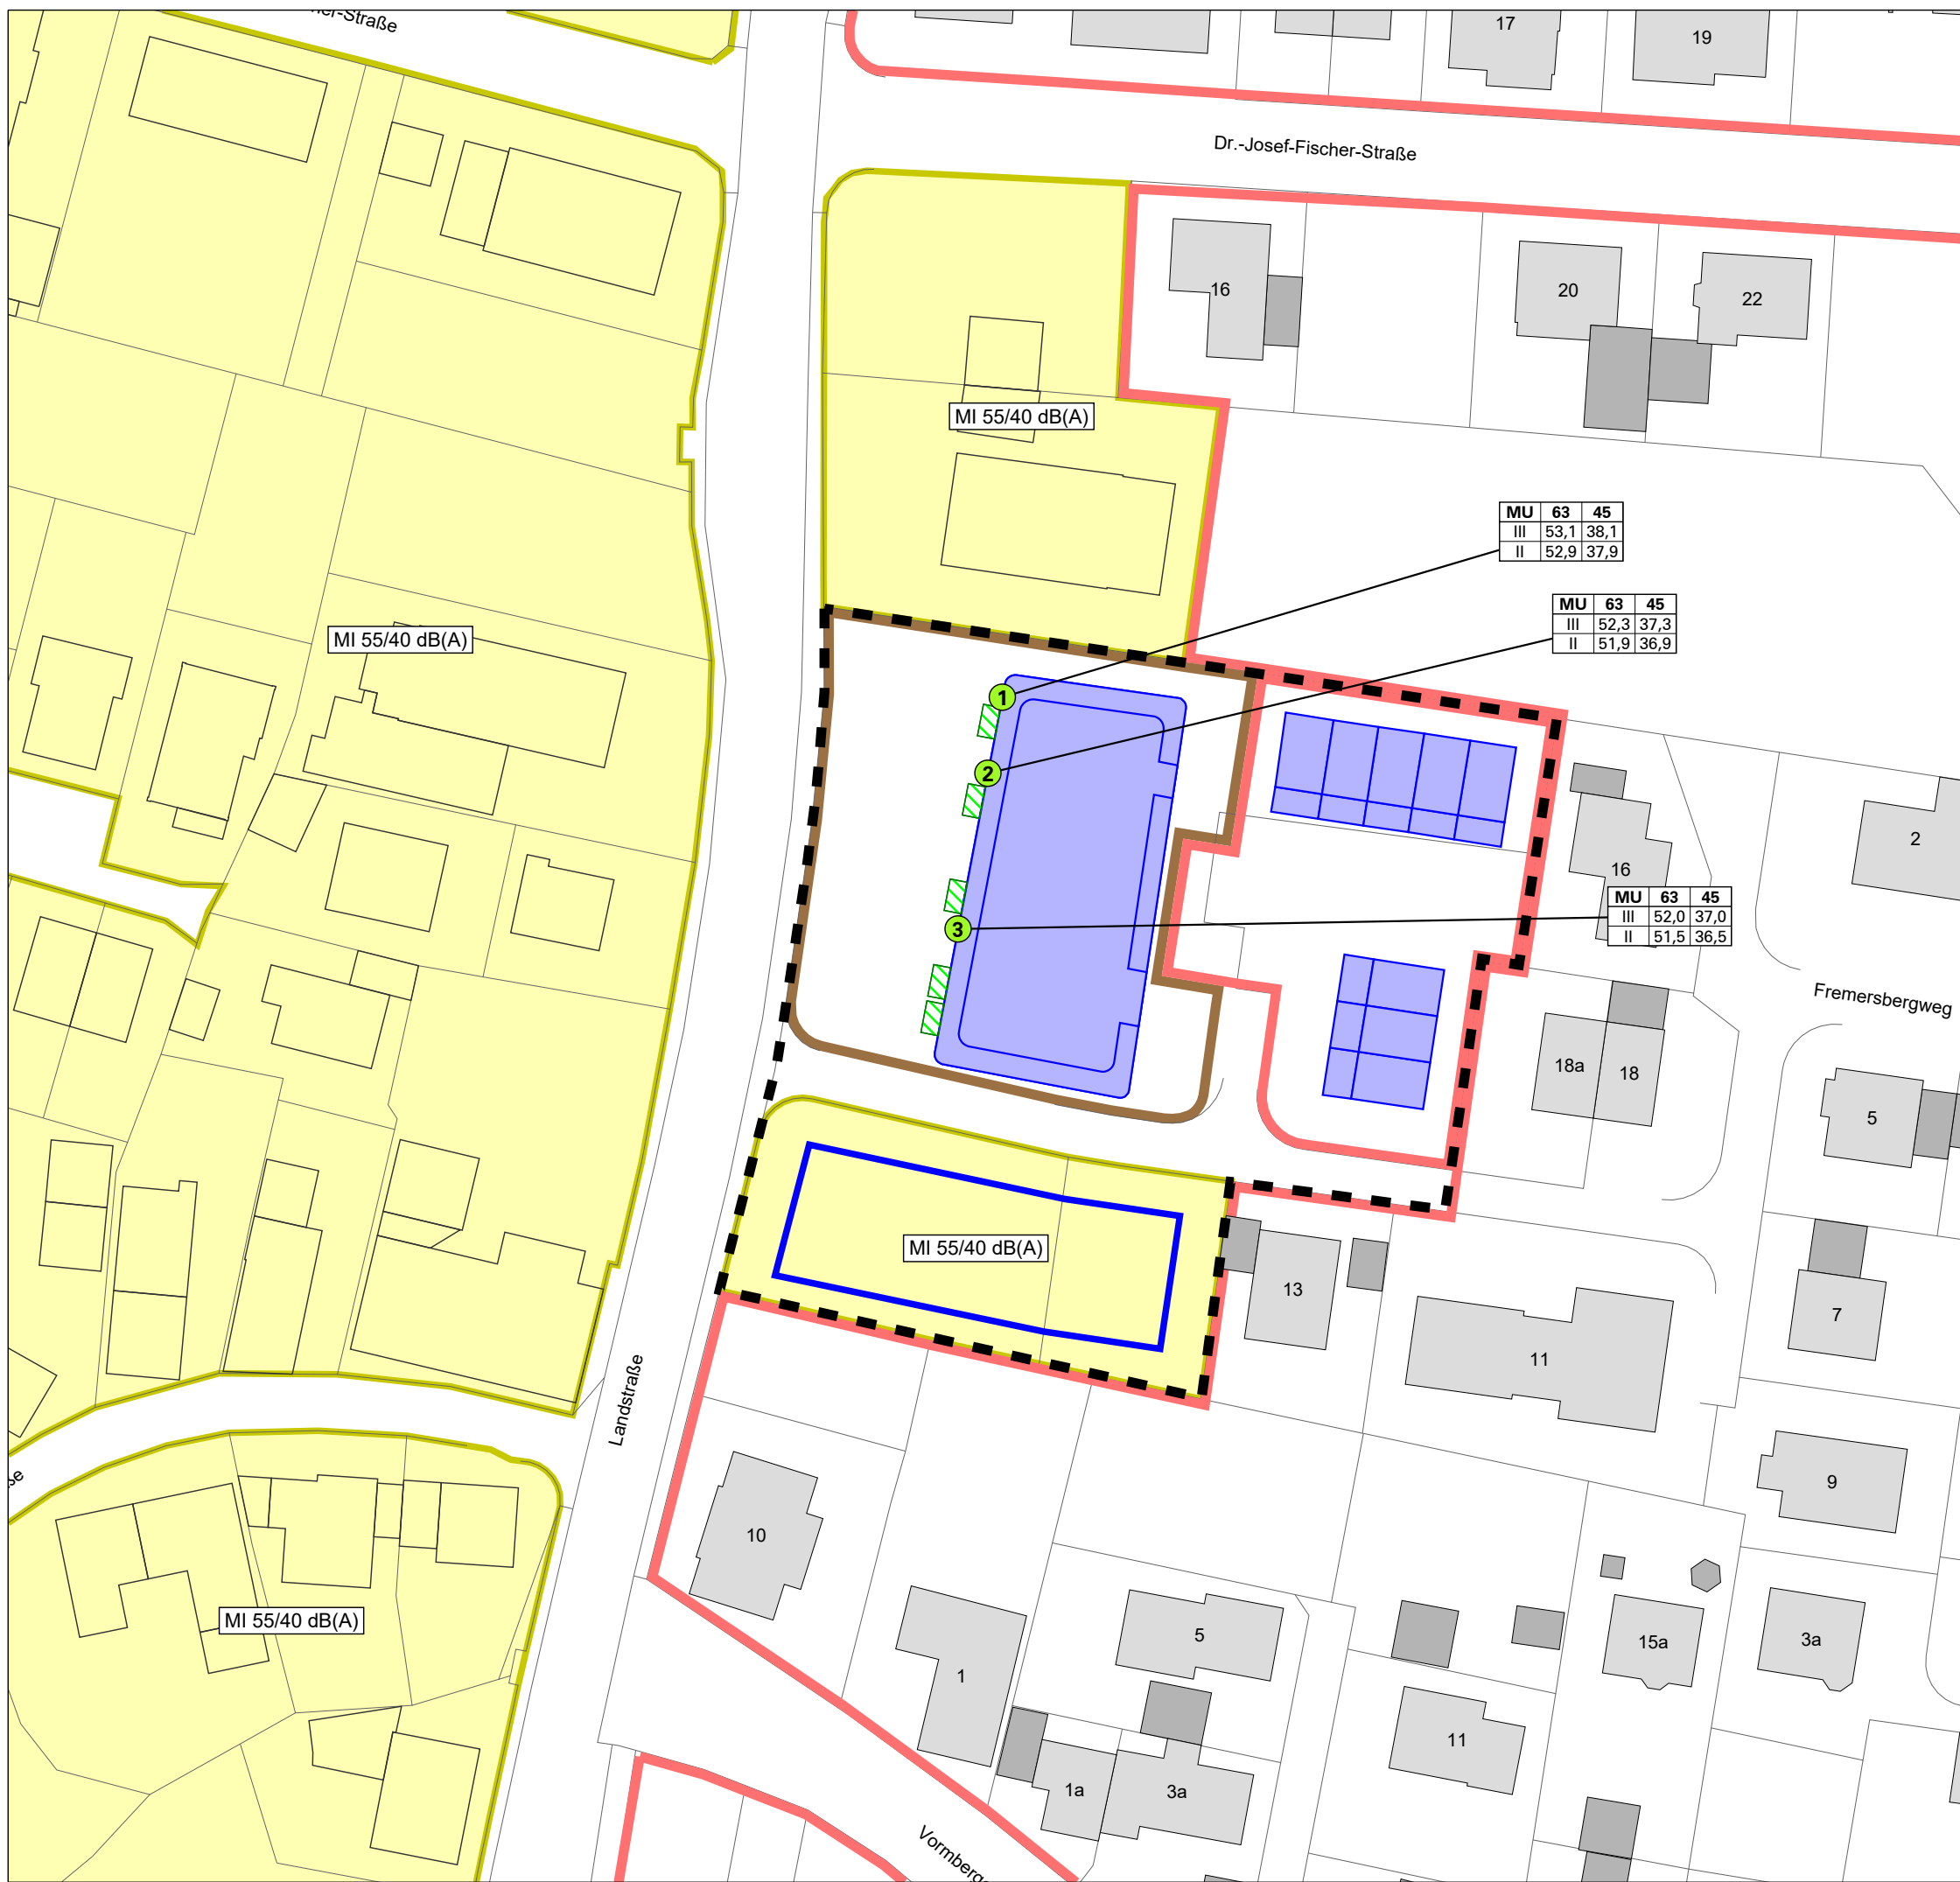 17
19
Dr.-Josef-Fischer-Straße
16
20
22
MI 55/40 dB(A)
MU 63 45
III 53,1 38,1
II 52,9 37,9
MU 63 45
III 52,3 37,3
II 51,9 36,9
MI 55/40 dB(A)
1
2
2
16
MU 63 45
III 52,0 37,0
II 51,5 36,5
3
Fremersbergweg
18a
18
5
MI 55/40 dB(A)
13
7
11
Landstraße
9
10
MI 55/40 dB(A)
5
15a
3a
1
11
1a
3a